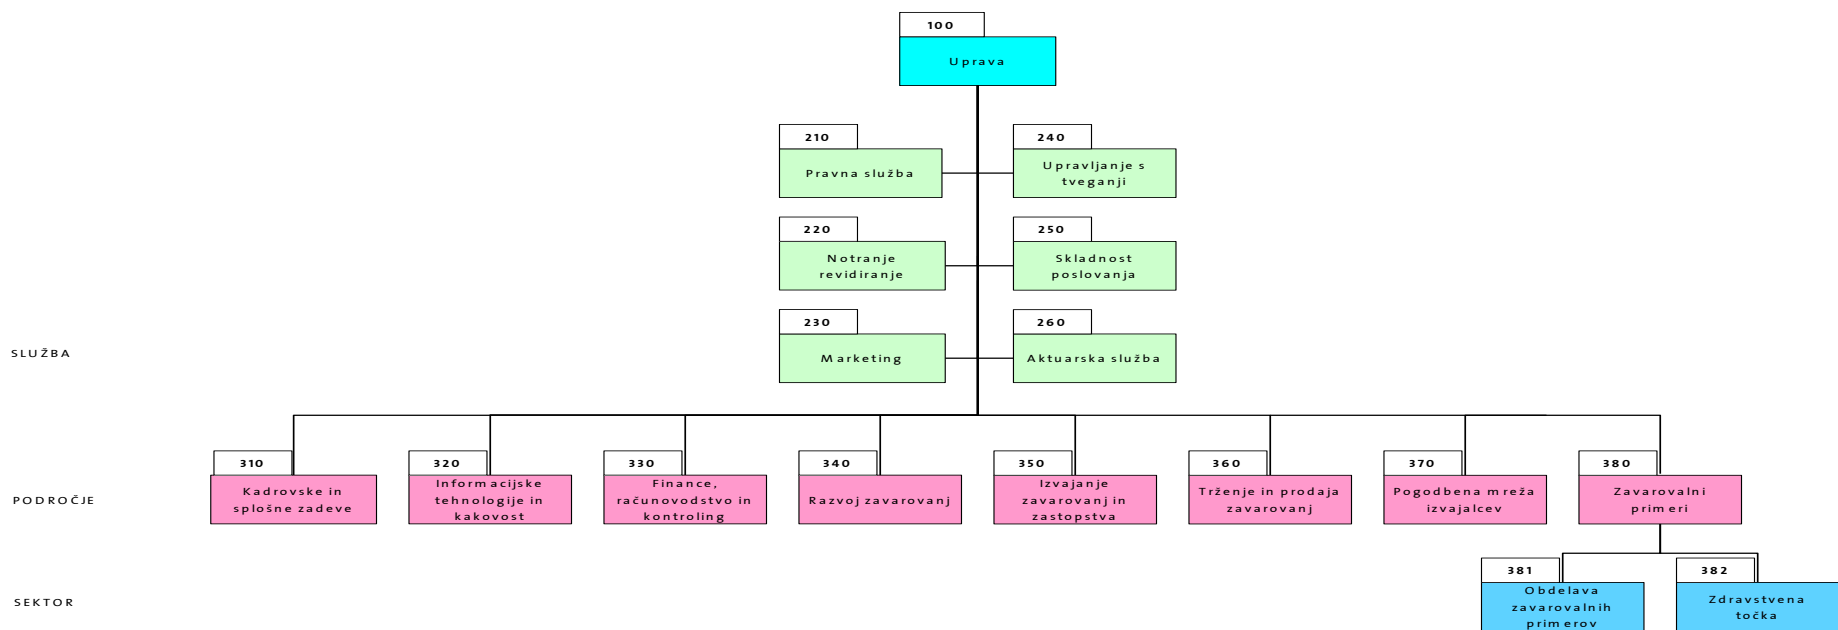 100
Uprava
210
Pravna služba
240
Upravljanje s
tveganji
220
Notranje
revidiranje
250
Skladnost
poslovanja
230
Marketing
260
Aktuarska služba
SLUŽBA
310
Kadrovske in
splošne zadeve
320
Informacijske
tehnologije in
kakovost
330
Finance,
računovodstvo in
kontroling
340
Razvoj zavarovanj
350
Izvajanje
zavarovanj in
zastopstva
360
Trženje in prodaja
zavarovanj
370
Pogodbena mreža
izvajalcev
380
Zavarovalni
primeri
PODROČJE
381
Obdelava
zavarovalnih
primerov
382
Zdravstvena
točka
SEKTOR